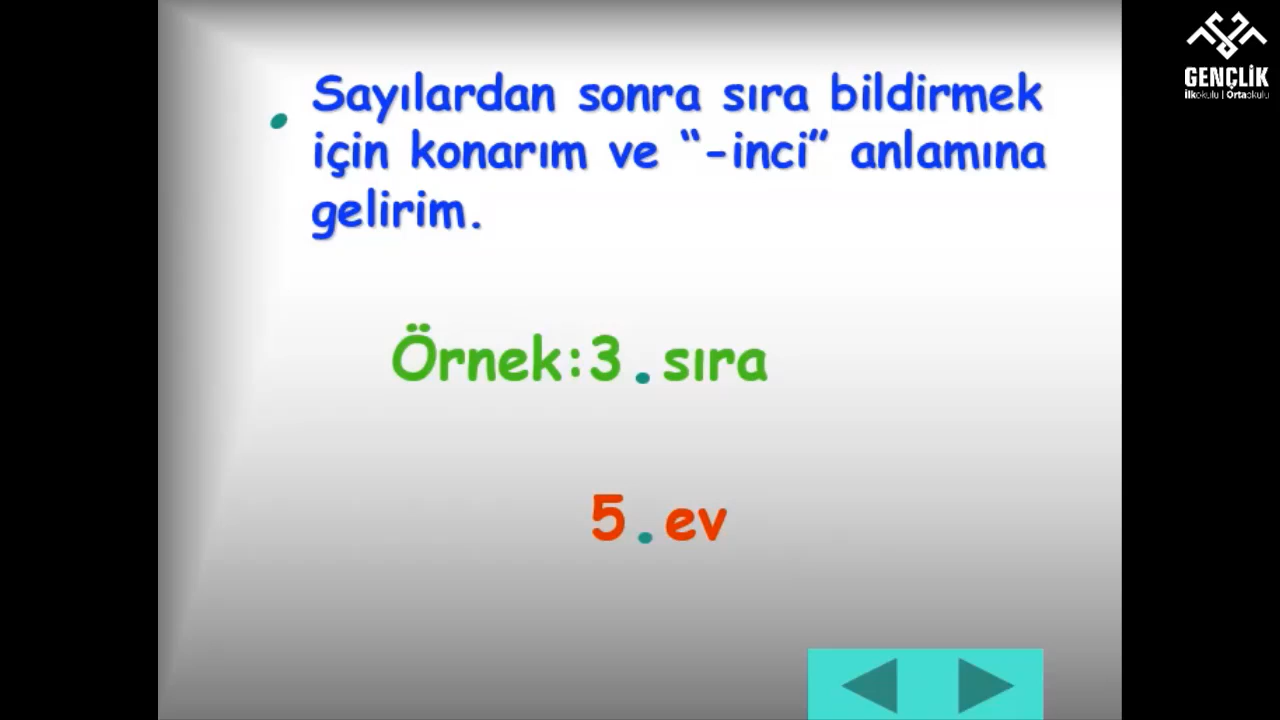 Sayılardan sonra sıra bildirmek
için konarım ve “-inci” anlamına
gelirim.
Örnek:3.sıra
5.ev
GENÇLİK
İlkokulu | Ortaokulu